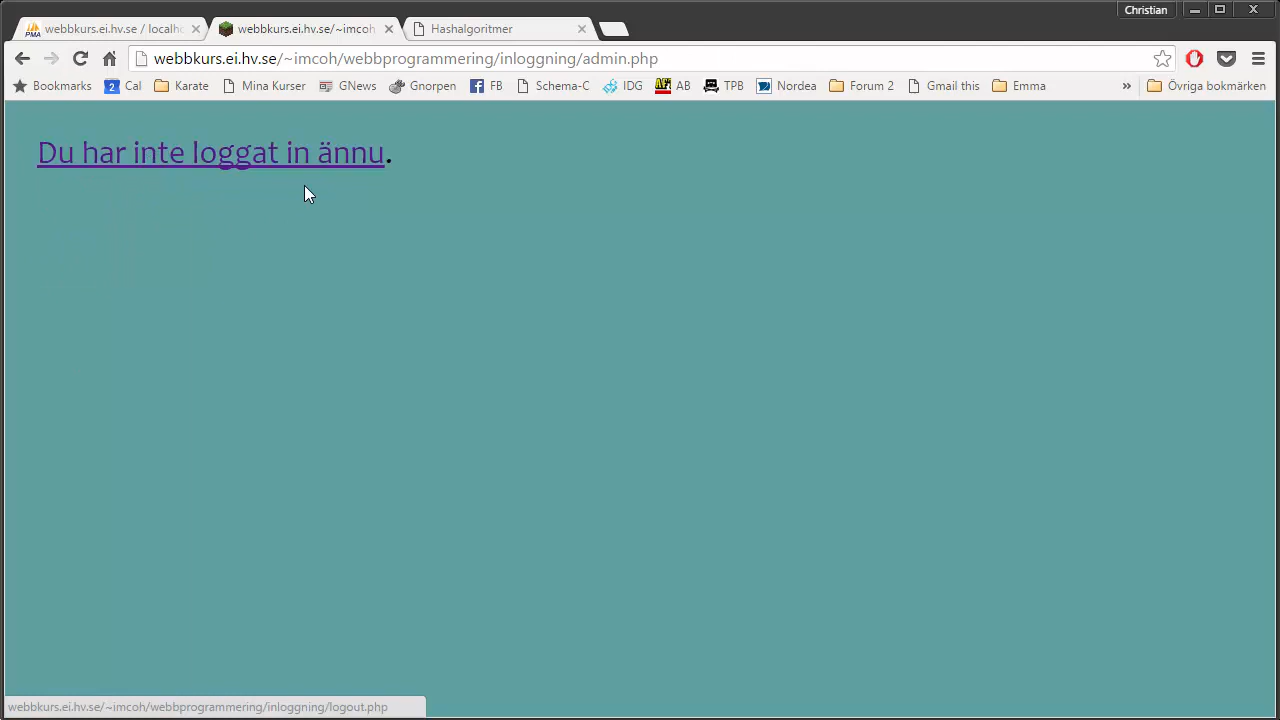 Christian
webbkurs.ei.hv.se / localh
webbkurs.ei.hv.se/~imcoh
Hashalgoritmer
webbkurs.ei.hv.se/~imcoh/webbprogrammering/inloggning/admin.php
Bookmarks 2 Cal Karate Mina Kurser GNews Gnorpen FB Schema-C IDG AB TPB Nordea Forum 2 Gmail this Emma » Övriga bokmärken
Du har inte loggat in ännu.
webbkurs.ei.hv.se/~imcoh/webbprogrammering/inloggning/logout.php